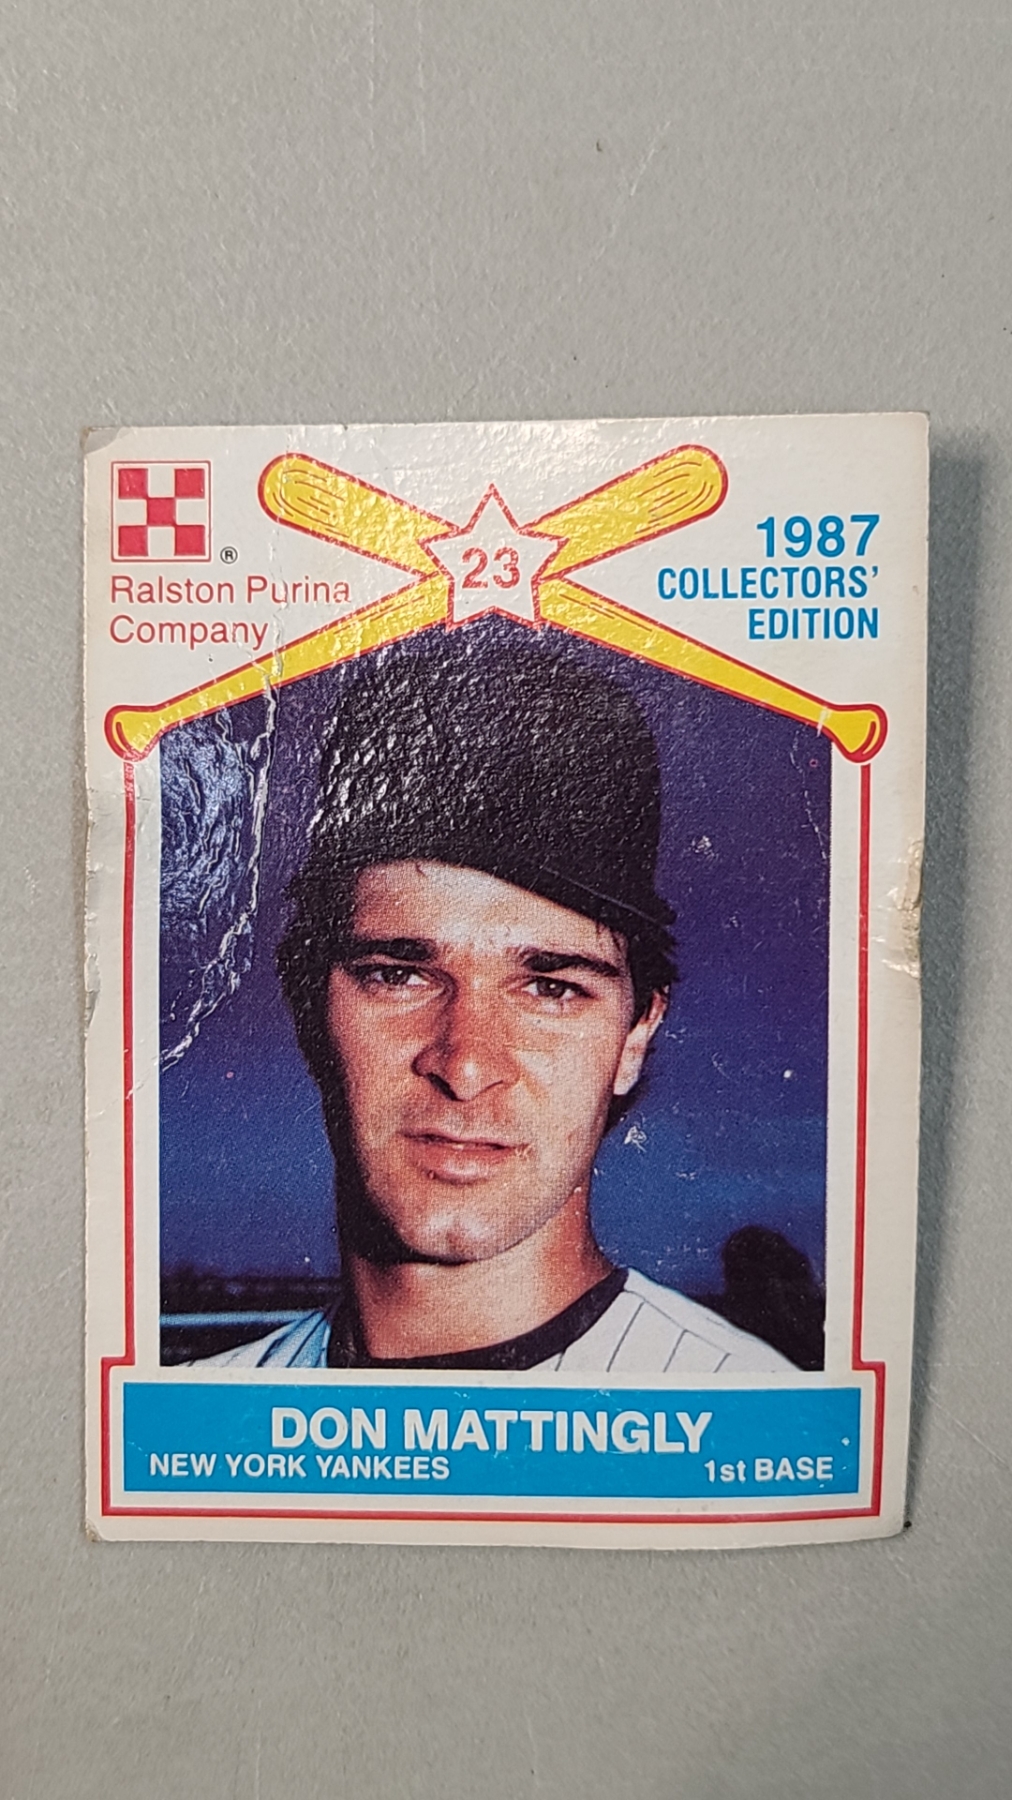 ®
Ralston Purina
Company
23
1987
COLLECTORS'
EDITION
DON MATTINGLY
NEW YORK YANKEES
1st BASE